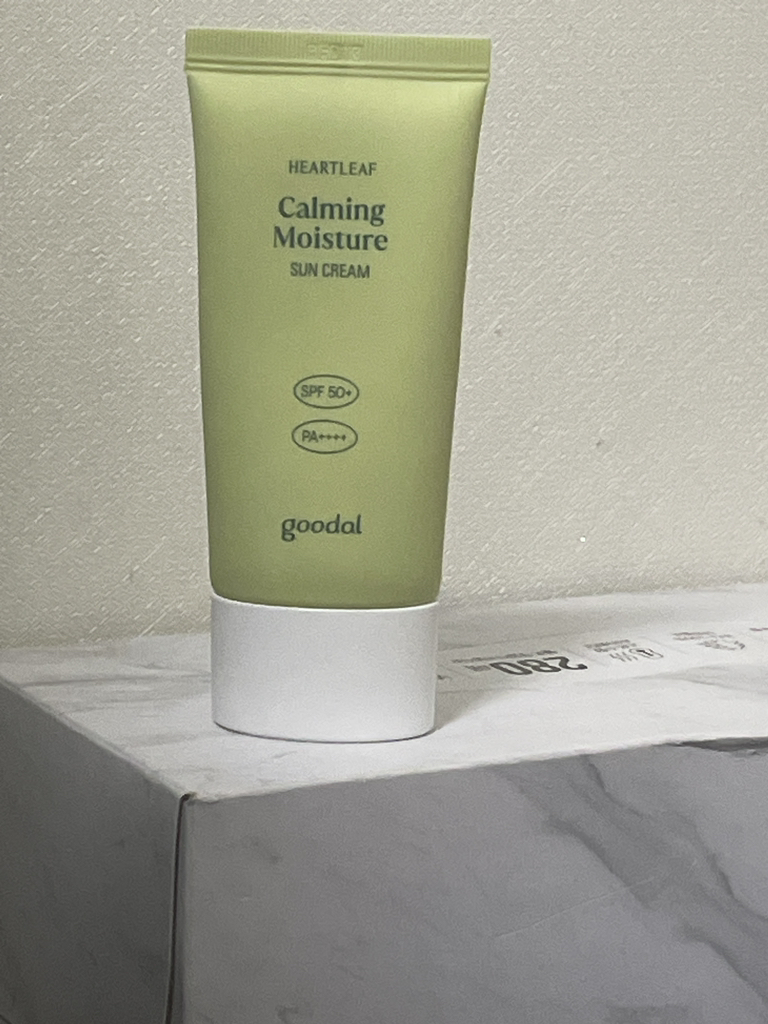 HEARTLEAF
Calming
Moisture
SUN CREAM
SPF 50+
PA++++
goodal
280